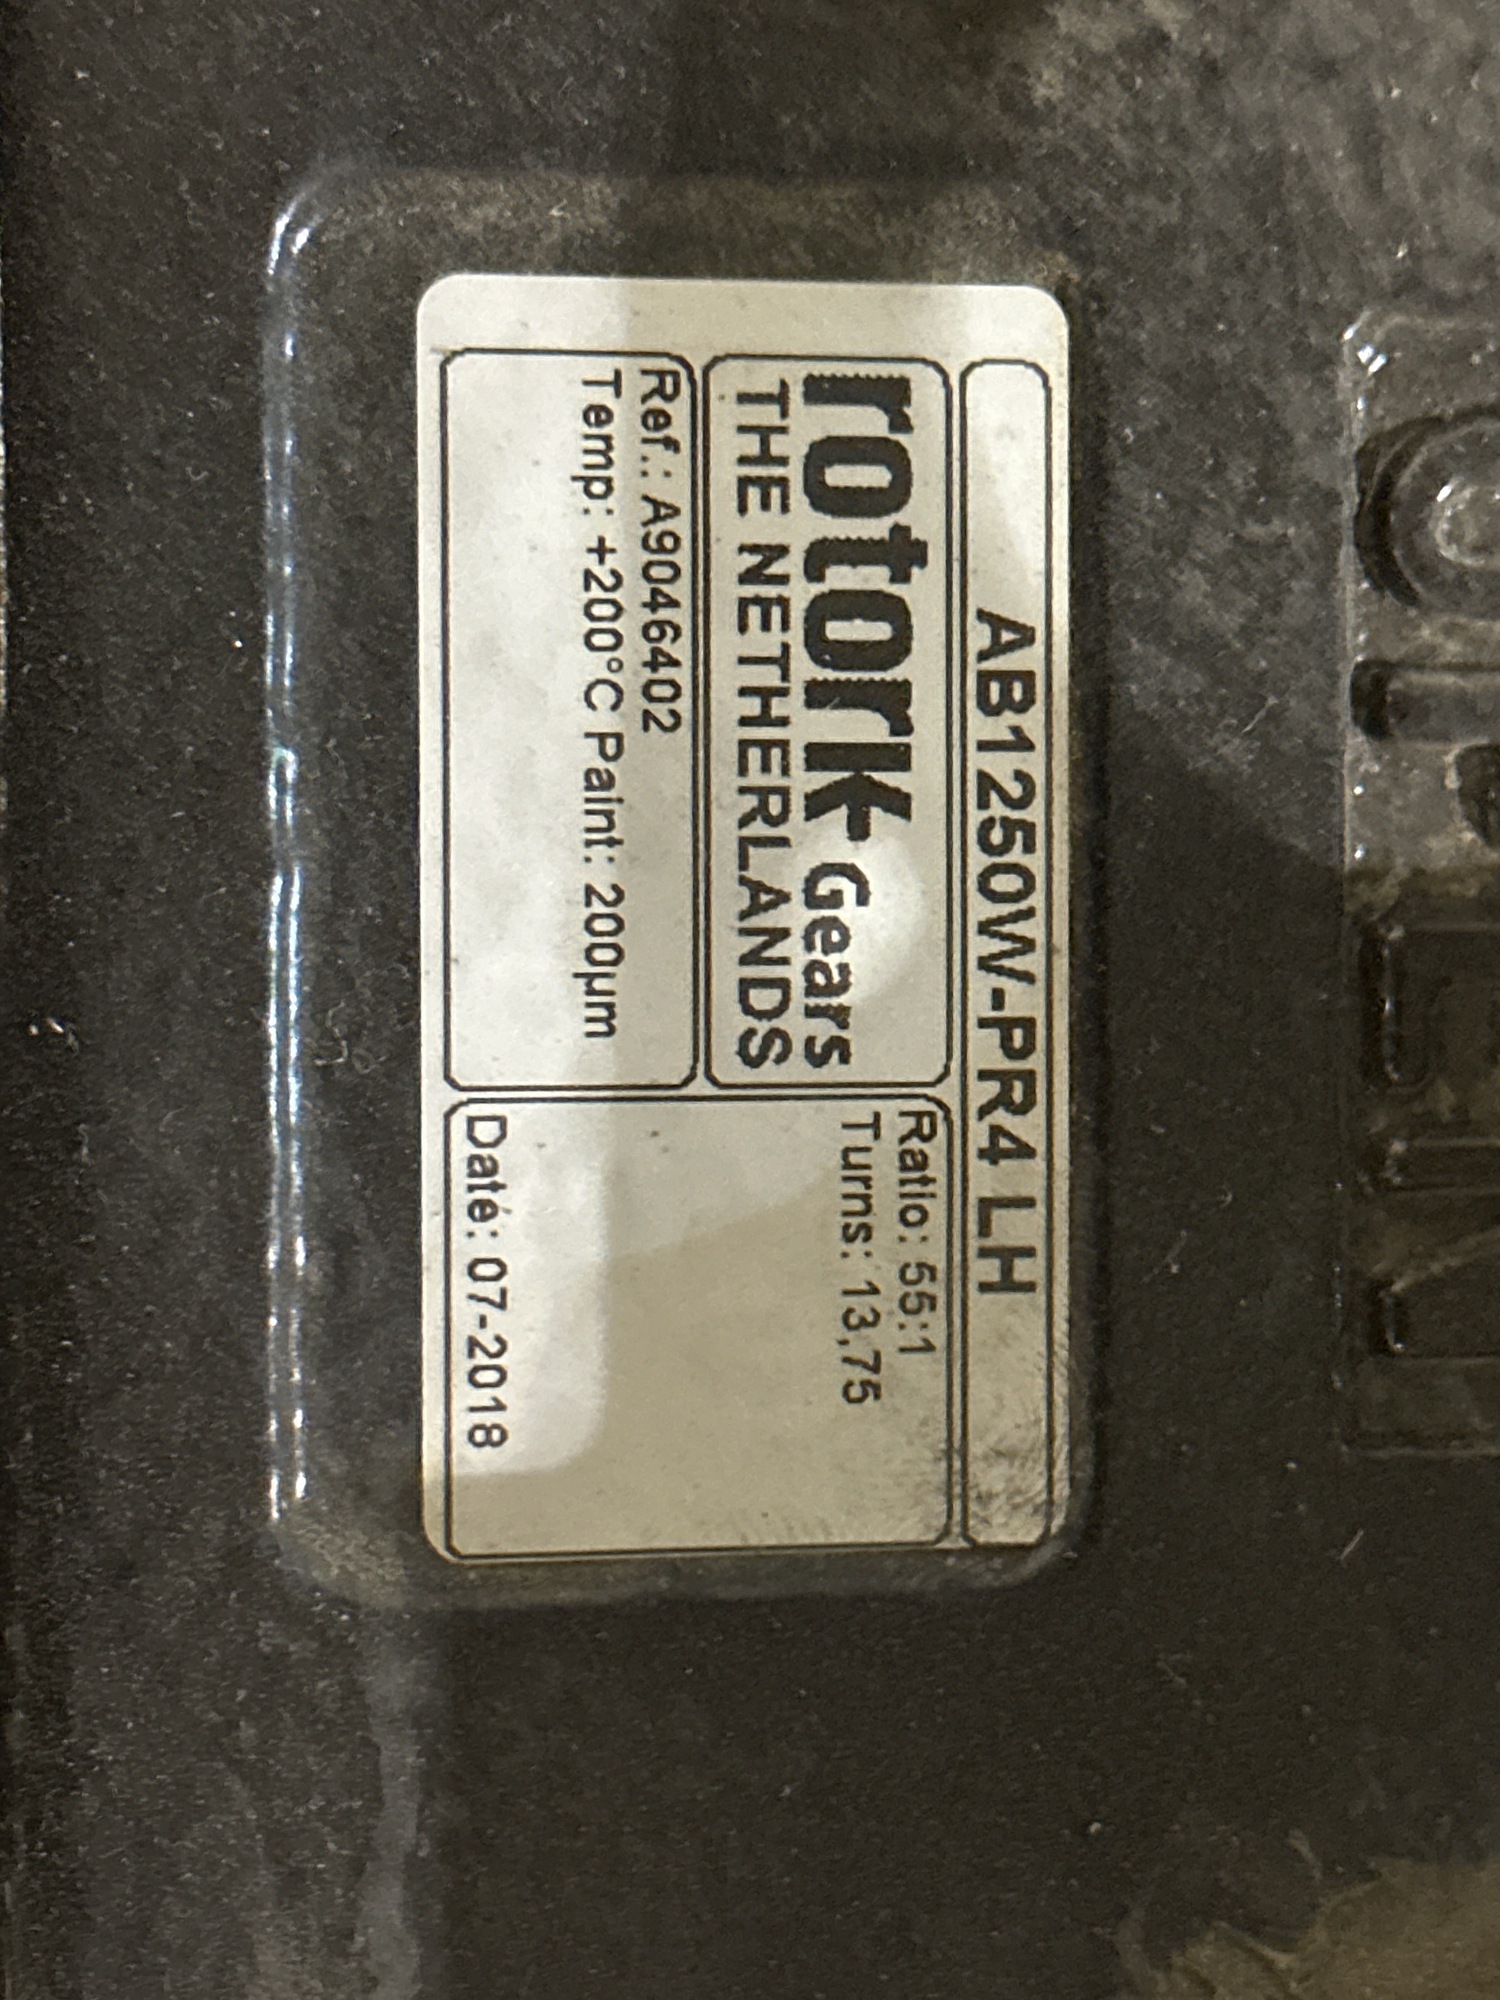 AB1250W-PR4 LH
rotork Gears
THE NETHERLANDS
Ratio: 55:1
Turns: 13,75
Ref.: A9046402
Temp: +200°C Paint: 200µm
Date: 07-2018